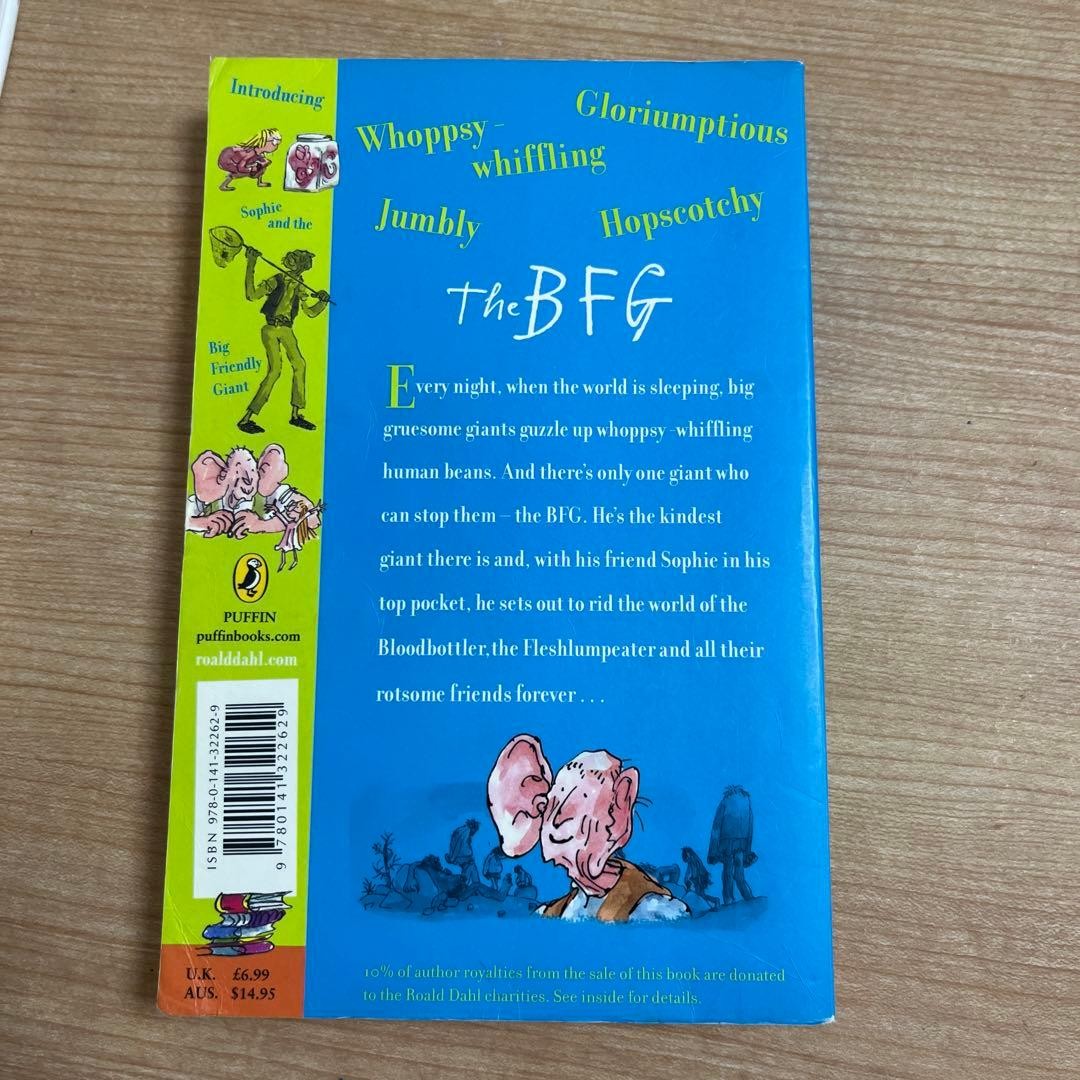 Introducing
Sophie
and the
Big
Friendly
Giant
PUFFIN
puffinbooks.com
roalddahl.com
ISBN 978-0-141-32262-9
9 780141 322629
U.K. £6.99
AUS. $14.95
Gloriumptious
Whoppsy-
whiffling
Jumbly
Hopscotchy
the BFG
Every night, when the world is sleeping, big
gruesome giants guzzle up whoppsy-whiffling
human beans. And there's only one giant who
can stop them – the BFG. He's the kindest
giant there is and, with his friend Sophie in his
top pocket, he sets out to rid the world of the
Bloodbottler, the Fleshlumpeater and all their
rotsome friends forever . . .
10% of author royalties from the sale of this book are donated
to the Roald Dahl charities. See inside for details.